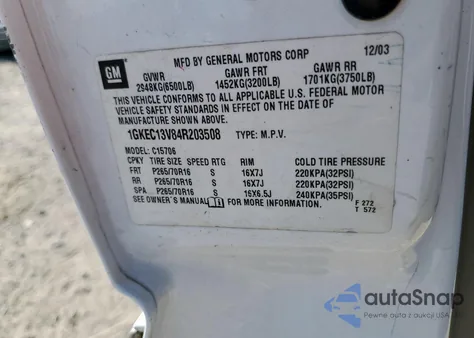 MFD BY GENERAL MOTORS CORP 12/03
GM
GVWR GAWR FRT GAWR RR
2948KG(6500LB) 1452KG(3200LB) 1701KG(3750LB)
THIS VEHICLE CONFORMS TO ALL APPLICABLE U.S. FEDERAL MOTOR
VEHICLE SAFETY STANDARDS IN EFFECT ON THE DATE OF
MANUFACTURE SHOWN ABOVE.
1GKEC13V84R203508 TYPE: M.P.V.
MODEL: C15706
CPKY TIRE SIZE SPEED RTG RIM COLD TIRE PRESSURE
FRT P265/70R16 S 16X7J 220KPA(32PSI)
RR P265/70R16 S 16X7J 220KPA(32PSI)
SPA P265/70R16 S 16X6.5J 240KPA(35PSI)
SEE OWNER'S MANUAL FOR MORE INFORMATION. F 272
T 572
autoSnap
Pewne auta z aukcji USA